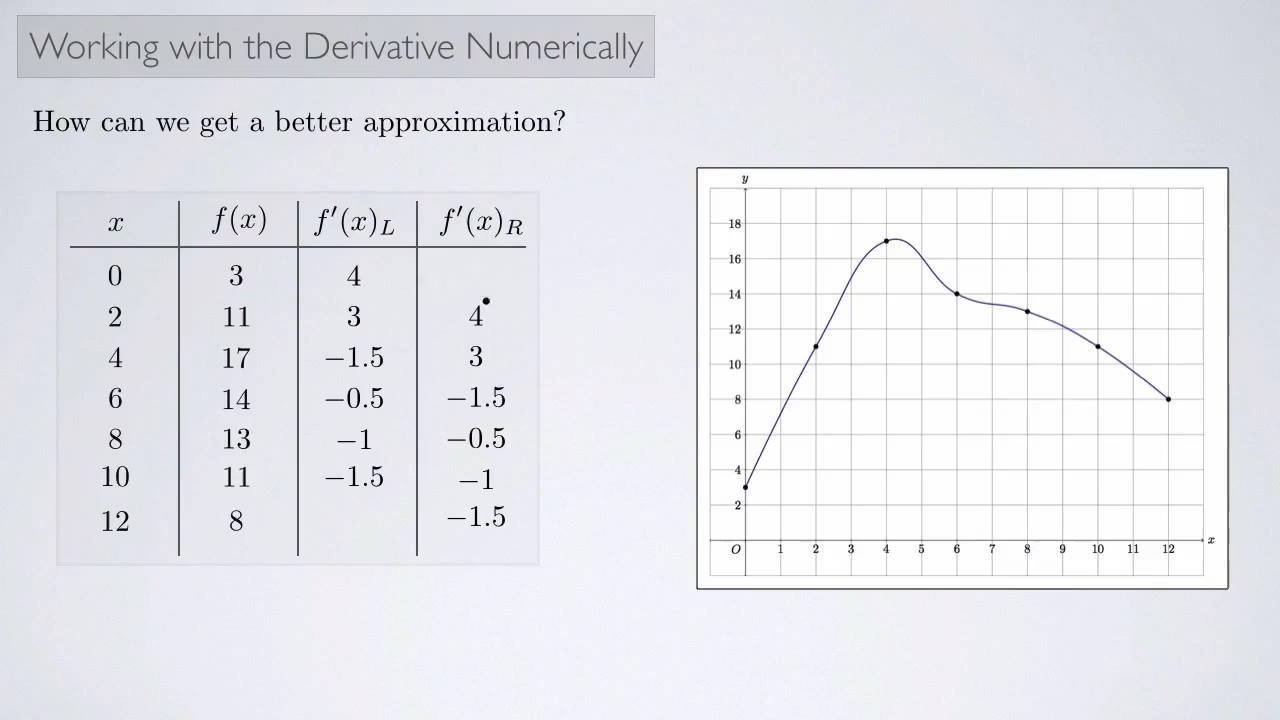 Working with the Derivative Numerically
How can we get a better approximation?
x f(x) f′(x)L f′(x)R
0 3 4
2 11 3 4
4 17 −1.5 3
6 14 −0.5 −1.5
8 13 −1 −0.5
10 11 −1.5 −1
12 8 −1.5
y
18
16
14
12
10
8
6
4
2
O 1 2 3 4 5 6 7 8 9 10 11 12 x